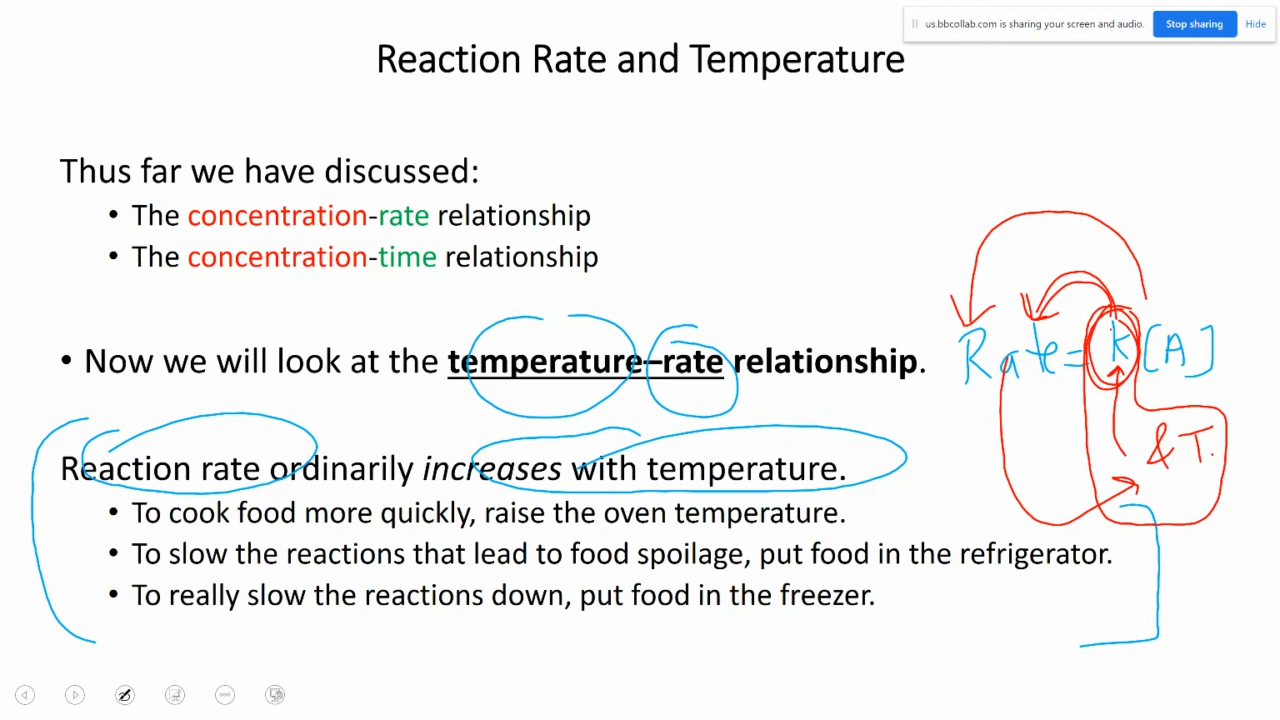 us.bbcollab.com is sharing your screen and audio. Stop sharing Hide
Reaction Rate and Temperature
Thus far we have discussed:
• The concentration-rate relationship
• The concentration-time relationship
• Now we will look at the temperature–rate relationship.
Rate = k [A]
& T.
Reaction rate ordinarily increases with temperature.
• To cook food more quickly, raise the oven temperature.
• To slow the reactions that lead to food spoilage, put food in the refrigerator.
• To really slow the reactions down, put food in the freezer.